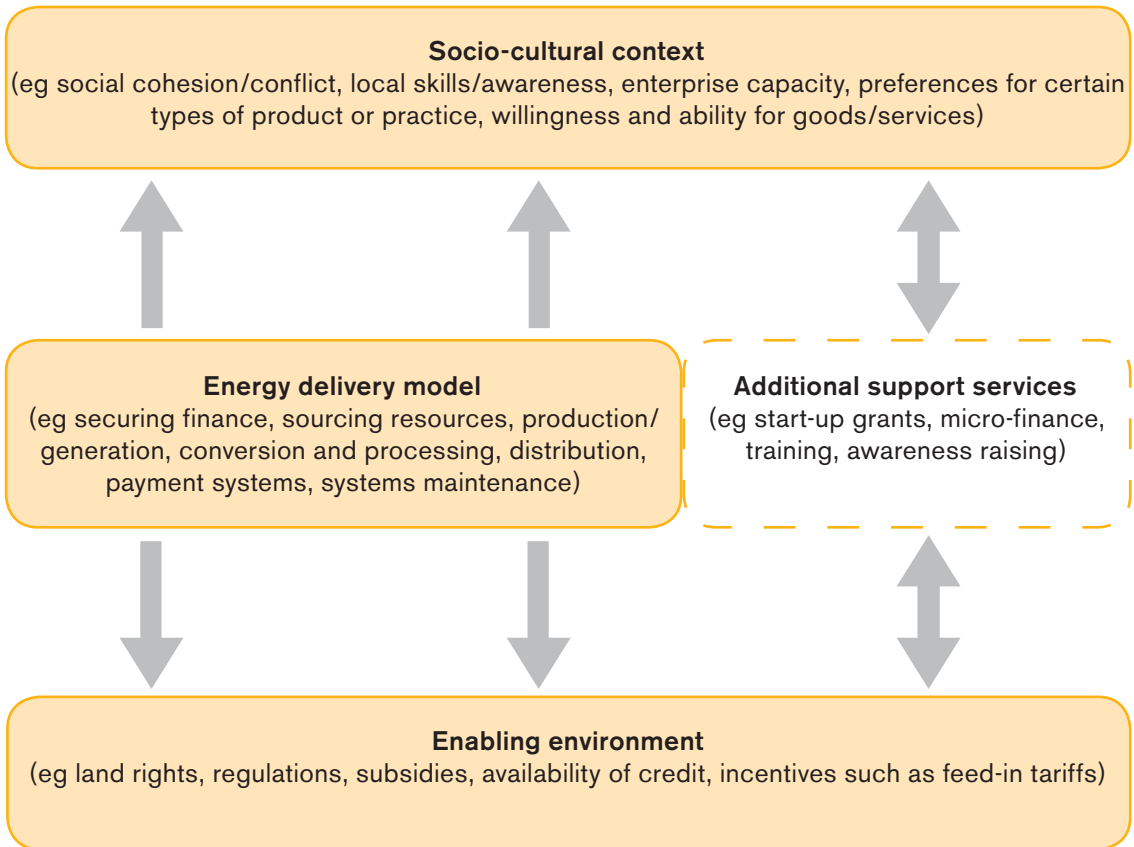 Socio-cultural context
(eg social cohesion/conflict, local skills/awareness, enterprise capacity, preferences for certain
types of product or practice, willingness and ability for goods/services)
Energy delivery model
(eg securing finance, sourcing resources, production/
generation, conversion and processing, distribution,
payment systems, systems maintenance)
Additional support services
(eg start-up grants, micro-finance,
training, awareness raising)
Enabling environment
(eg land rights, regulations, subsidies, availability of credit, incentives such as feed-in tariffs)